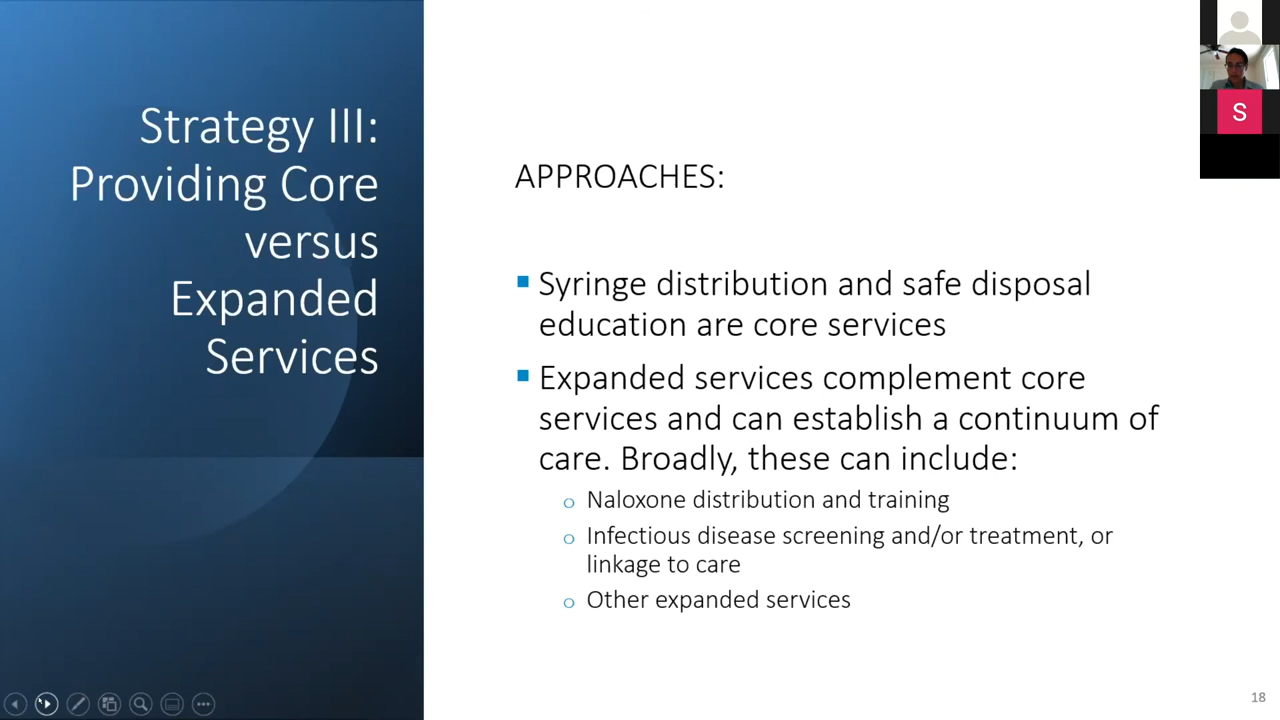 Strategy III:
Providing Core
versus
Expanded
Services
APPROACHES:
Syringe distribution and safe disposal
education are core services
Expanded services complement core
services and can establish a continuum of
care. Broadly, these can include:
Naloxone distribution and training
Infectious disease screening and/or treatment, or
linkage to care
Other expanded services
S
18